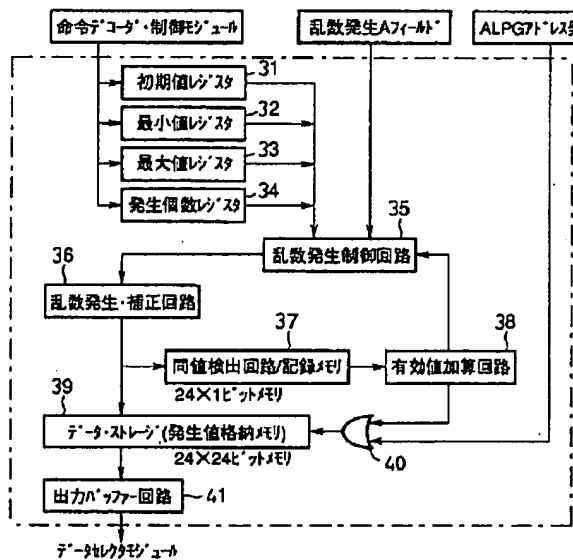 命令デコーダ・制御モジュール
乱数発生Aフィールド
ALPGアドレス
31
初期値レジスタ
32
最小値レジスタ
33
最大値レジスタ
34
発生個数レジスタ
35
乱数発生制御回路
36
乱数発生・補正回路
37
同値検出回路/記録メモリ
24×1ビットメモリ
38
有効値加算回路
39
データ・ストレージ(発生値格納メモリ)
24×24ビットメモリ
40
出力バッファー回路
41
データセレクタモジュール